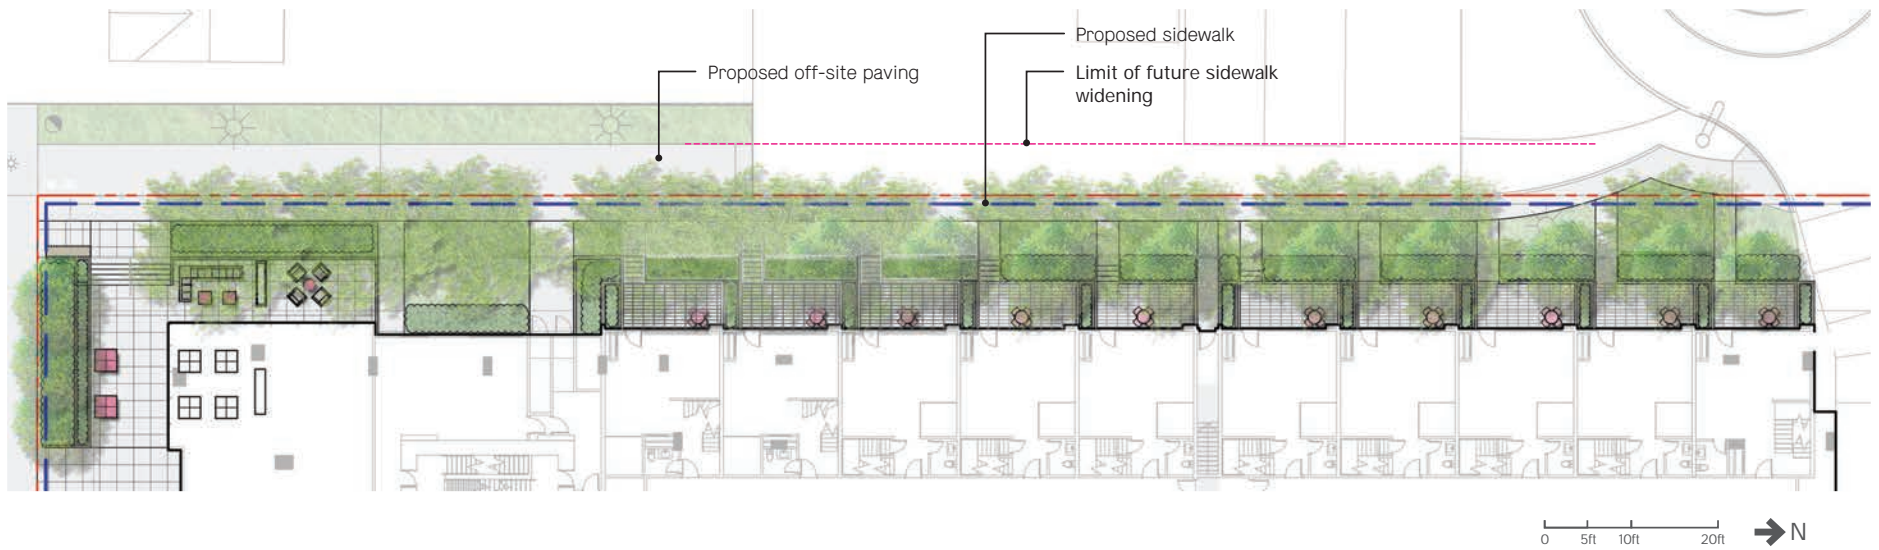 Proposed sidewalk
Proposed off-site paving
Limit of future sidewalk
widening
0 5ft 10ft 20ft
N